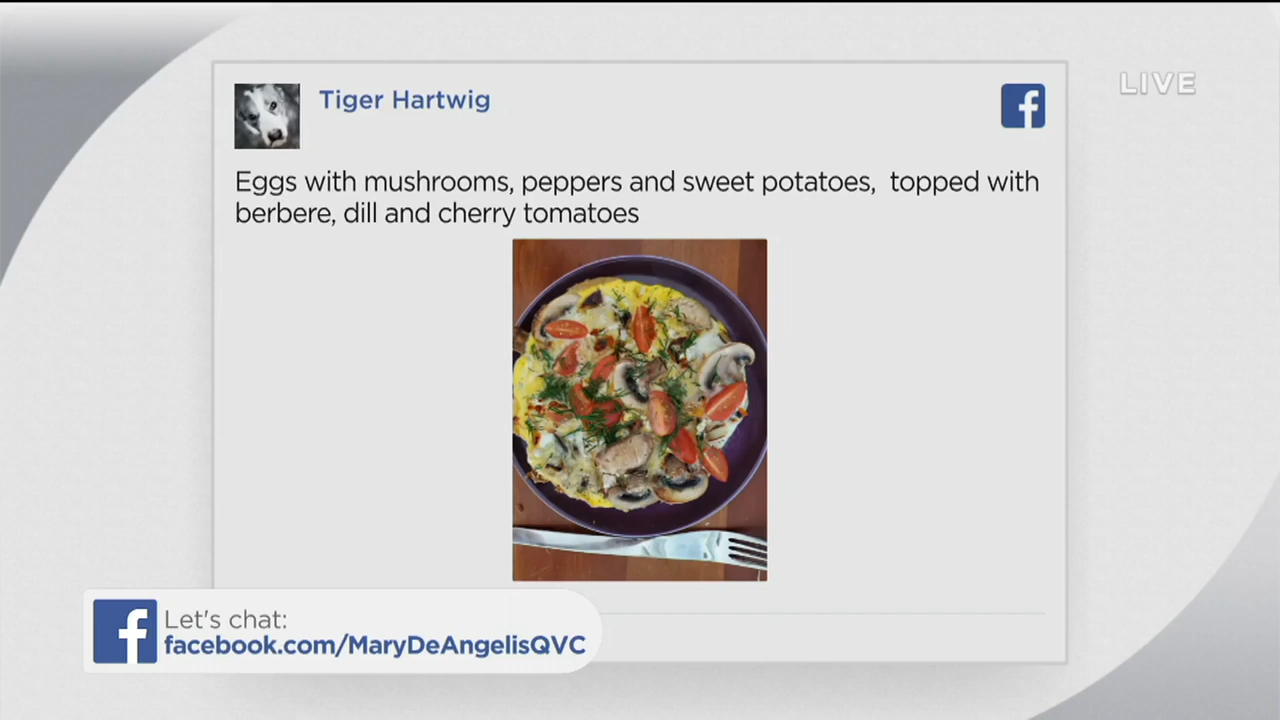 LIVE
Tiger Hartwig
Eggs with mushrooms, peppers and sweet potatoes,  topped with
berbere, dill and cherry tomatoes
Let's chat:
facebook.com/MaryDeAngelisQVC